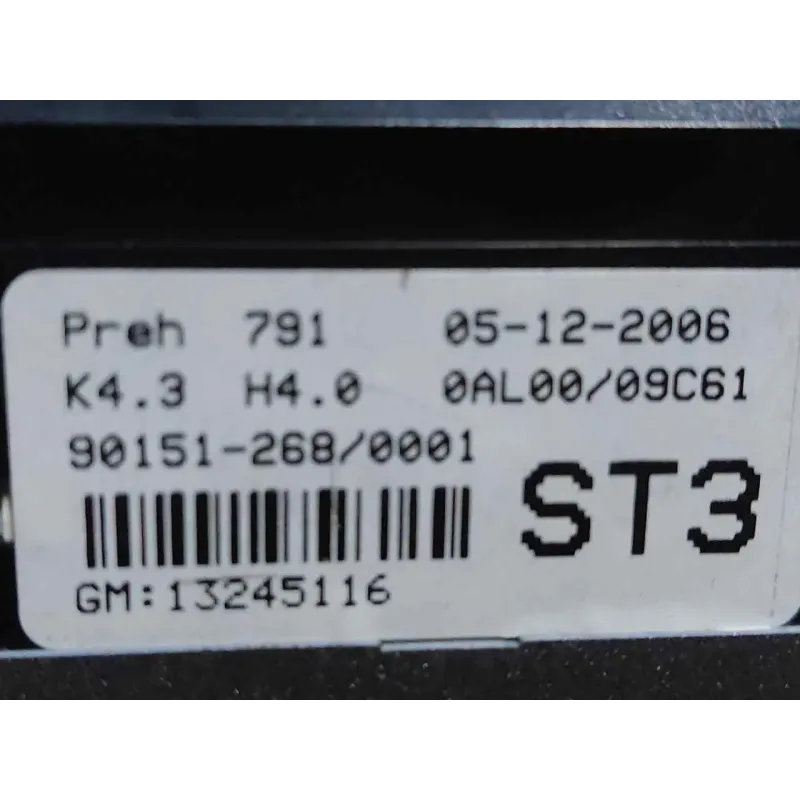 Preh 791 05-12-2006
K4.3 H4.0 0AL00/09C61
90151-268/0001
ST3
GM:13245116